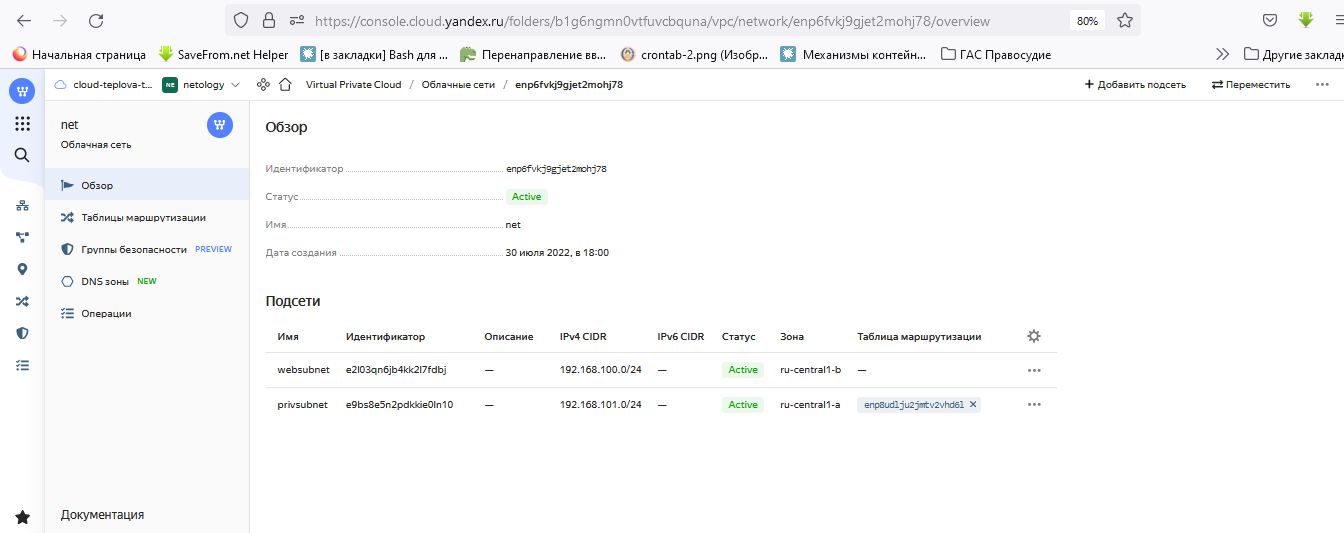 https://console.cloud.yandex.ru/folders/b1g6ngmn0vtfuvcbquna/vpc/network/enp6fvkj9gjet2mohj78/overview 80%
Начальная страница SaveFrom.net Helper [в закладки] Bash для ... Перенаправление вв... crontab-2.png (Изобр... Механизмы контейн... ГАС Правосудие Другие заклад
cloud-teplova-t... NE netology Virtual Private Cloud / Облачные сети / enp6fvkj9gjet2mohj78 + Добавить подсеть Переместить
net
Облачная сеть
Обзор
Таблицы маршрутизации
Группы безопасности PREVIEW
DNS зоны NEW
Операции
Документация
Обзор
Идентификатор enp6fvkj9gjet2mohj78
Статус Active
Имя net
Дата создания 30 июля 2022, в 18:00
Подсети
Имя Идентификатор Описание IPv4 CIDR IPv6 CIDR Статус Зона Таблица маршрутизации
websubnet e2l03qn6jb4kk2l7fdbj — 192.168.100.0/24 — Active ru-central1-b —
privsubnet e9bs8e5n2pdkkie0ln10 — 192.168.101.0/24 — Active ru-central1-a enp8udlju2jmtv2vhd6l